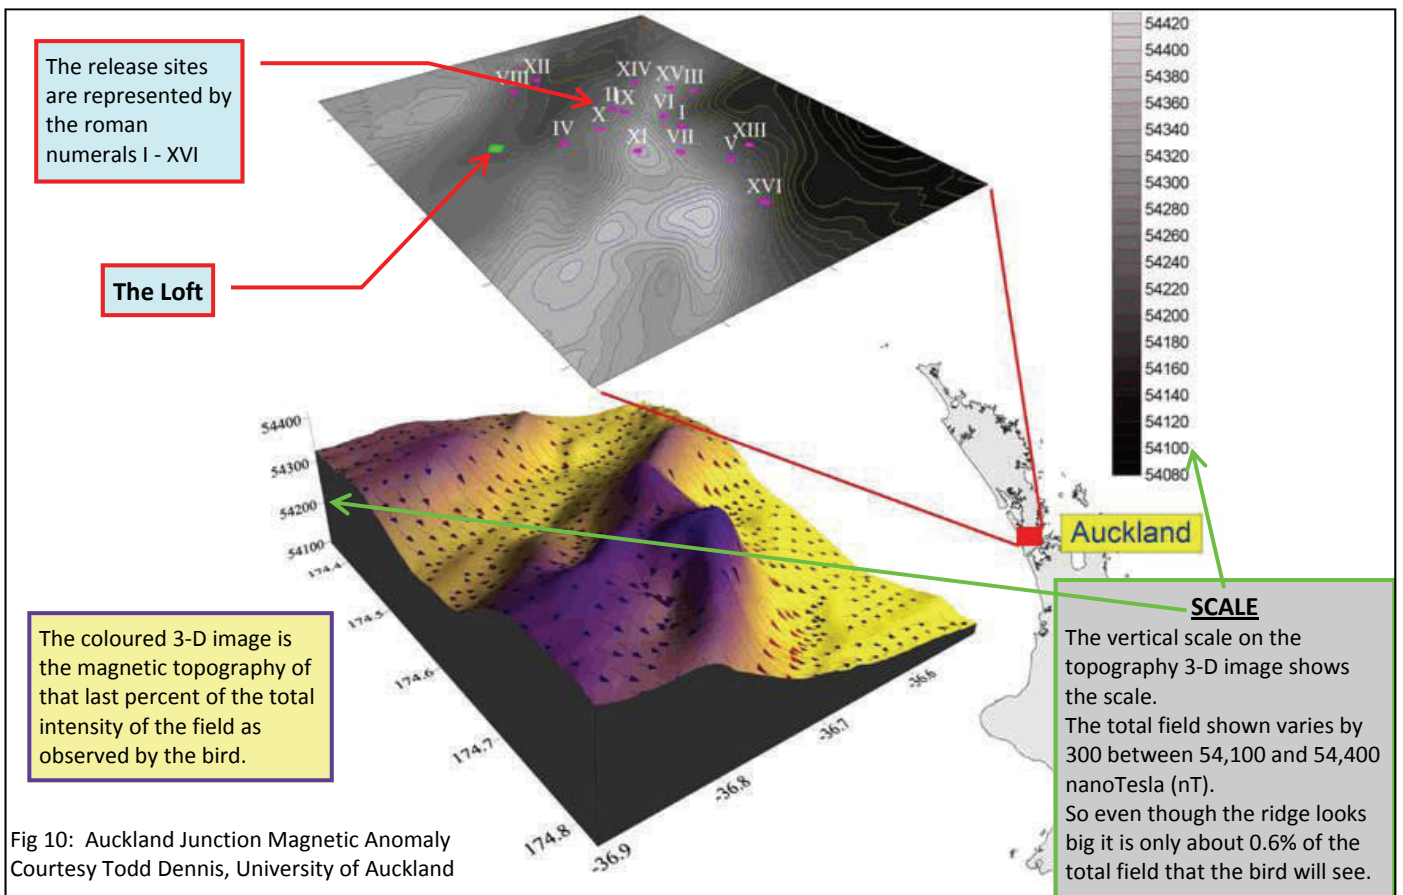 The release sites
are represented by
the roman
numerals I - XVI
The Loft
VIII
XII
XIV
XV
III
II
IX
VI
I
X
IV
XI
VII
XIII
V
XVI
54420
54400
54380
54360
54340
54320
54300
54280
54260
54240
54220
54200
54180
54160
54140
54120
54100
54080
Auckland
54400
54300
54200
54100
174.4
174.5
174.6
174.7
174.8
-36.9
-36.8
-36.7
-36.6
The coloured 3-D image is
the magnetic topography of
that last percent of the total
intensity of the field as
observed by the bird.
SCALE
The vertical scale on the
topography 3-D image shows
the scale.
The total field shown varies by
300 between 54,100 and 54,400
nanoTesla (nT).
So even though the ridge looks
big it is only about 0.6% of the
total field that the bird will see.
Fig 10: Auckland Junction Magnetic Anomaly
Courtesy Todd Dennis, University of Auckland